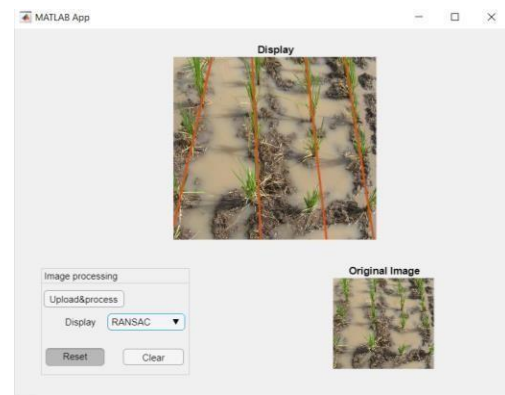 MATLAB App
Display
Image processing
Upload&process
Display RANSAC
Reset Clear
Original Image